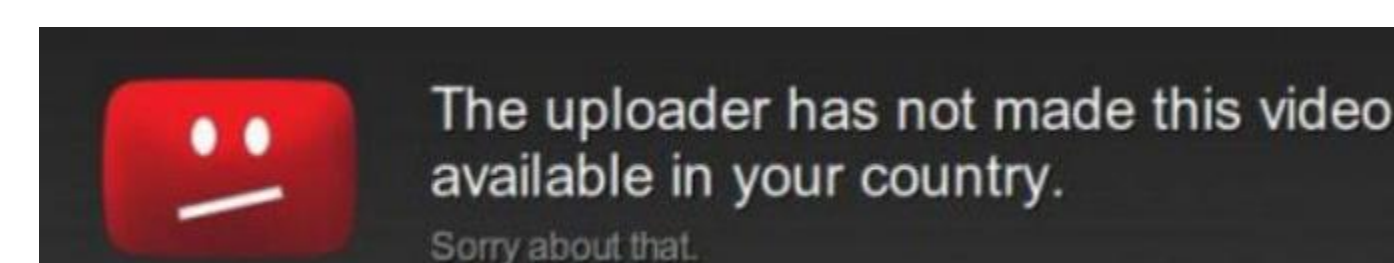 The uploader has not made this video
available in your country.
Sorry about that.